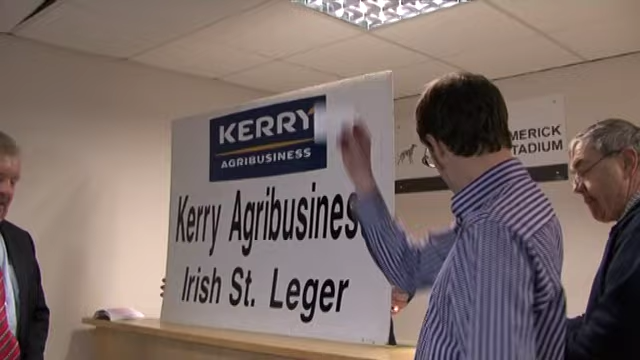 KERRY
AGRIBUSINESS
Kerry Agribusines
Irish St. Leger
MERICK
TADIUM